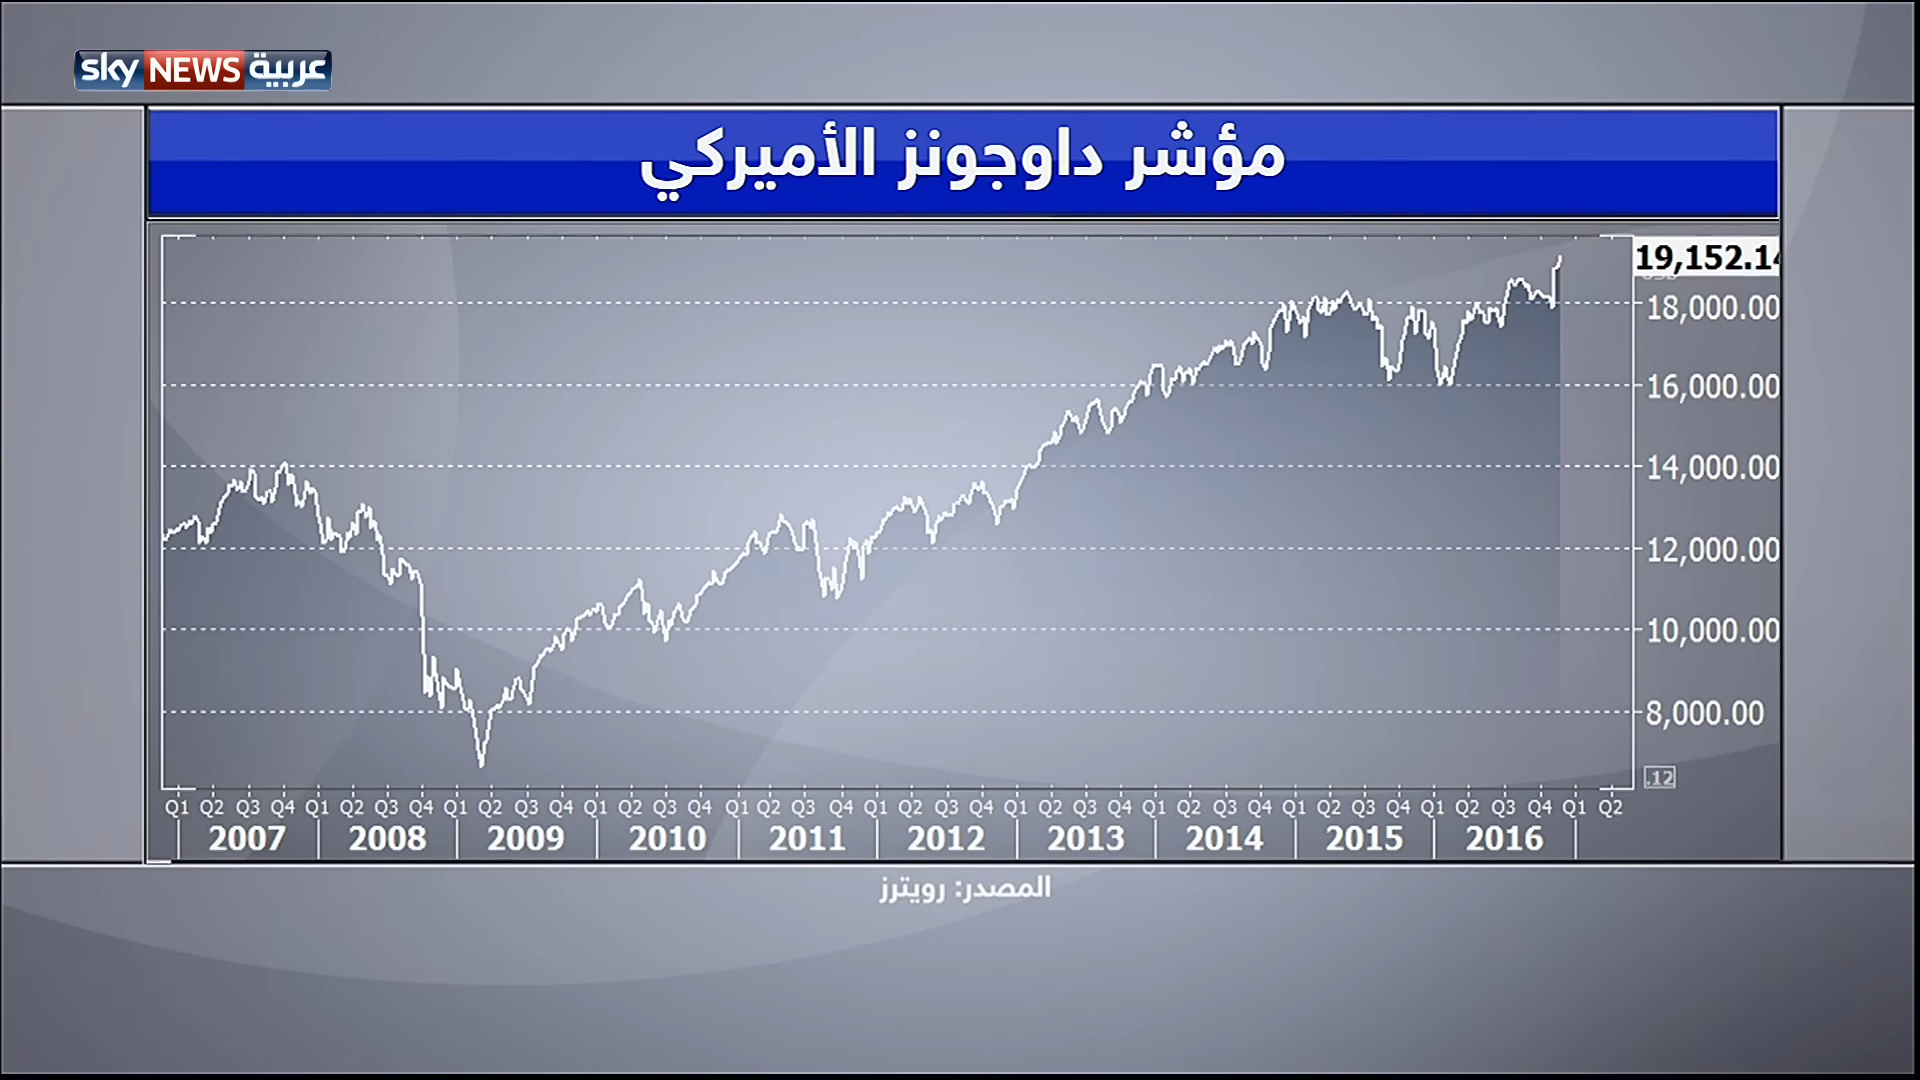 sky NEWS عربية
مؤشر داوجونز الأميركي
19,152.14
18,000.00
16,000.00
14,000.00
12,000.00
10,000.00
8,000.00
.12
Q1 Q2 Q3 Q4 Q1 Q2 Q3 Q4 Q1 Q2 Q3 Q4 Q1 Q2 Q3 Q4 Q1 Q2 Q3 Q4 Q1 Q2 Q3 Q4 Q1 Q2 Q3 Q4 Q1 Q2 Q3 Q4 Q1 Q2 Q3 Q4 Q1 Q2 Q3 Q4 Q1 Q2
2007 2008 2009 2010 2011 2012 2013 2014 2015 2016
المصدر: رويترز